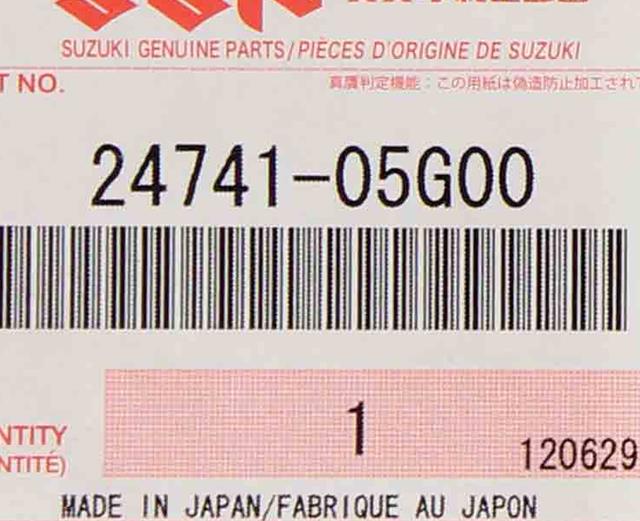 SUZUKI GENUINE PARTS/PIÈCES D'ORIGINE DE SUZUKI
T NO.
真贋判定機能：この用紙は偽造防止加工されて
24741-05G00
1
NTITY
120629
NTITÉ)
MADE IN JAPAN/FABRIQUE AU JAPON